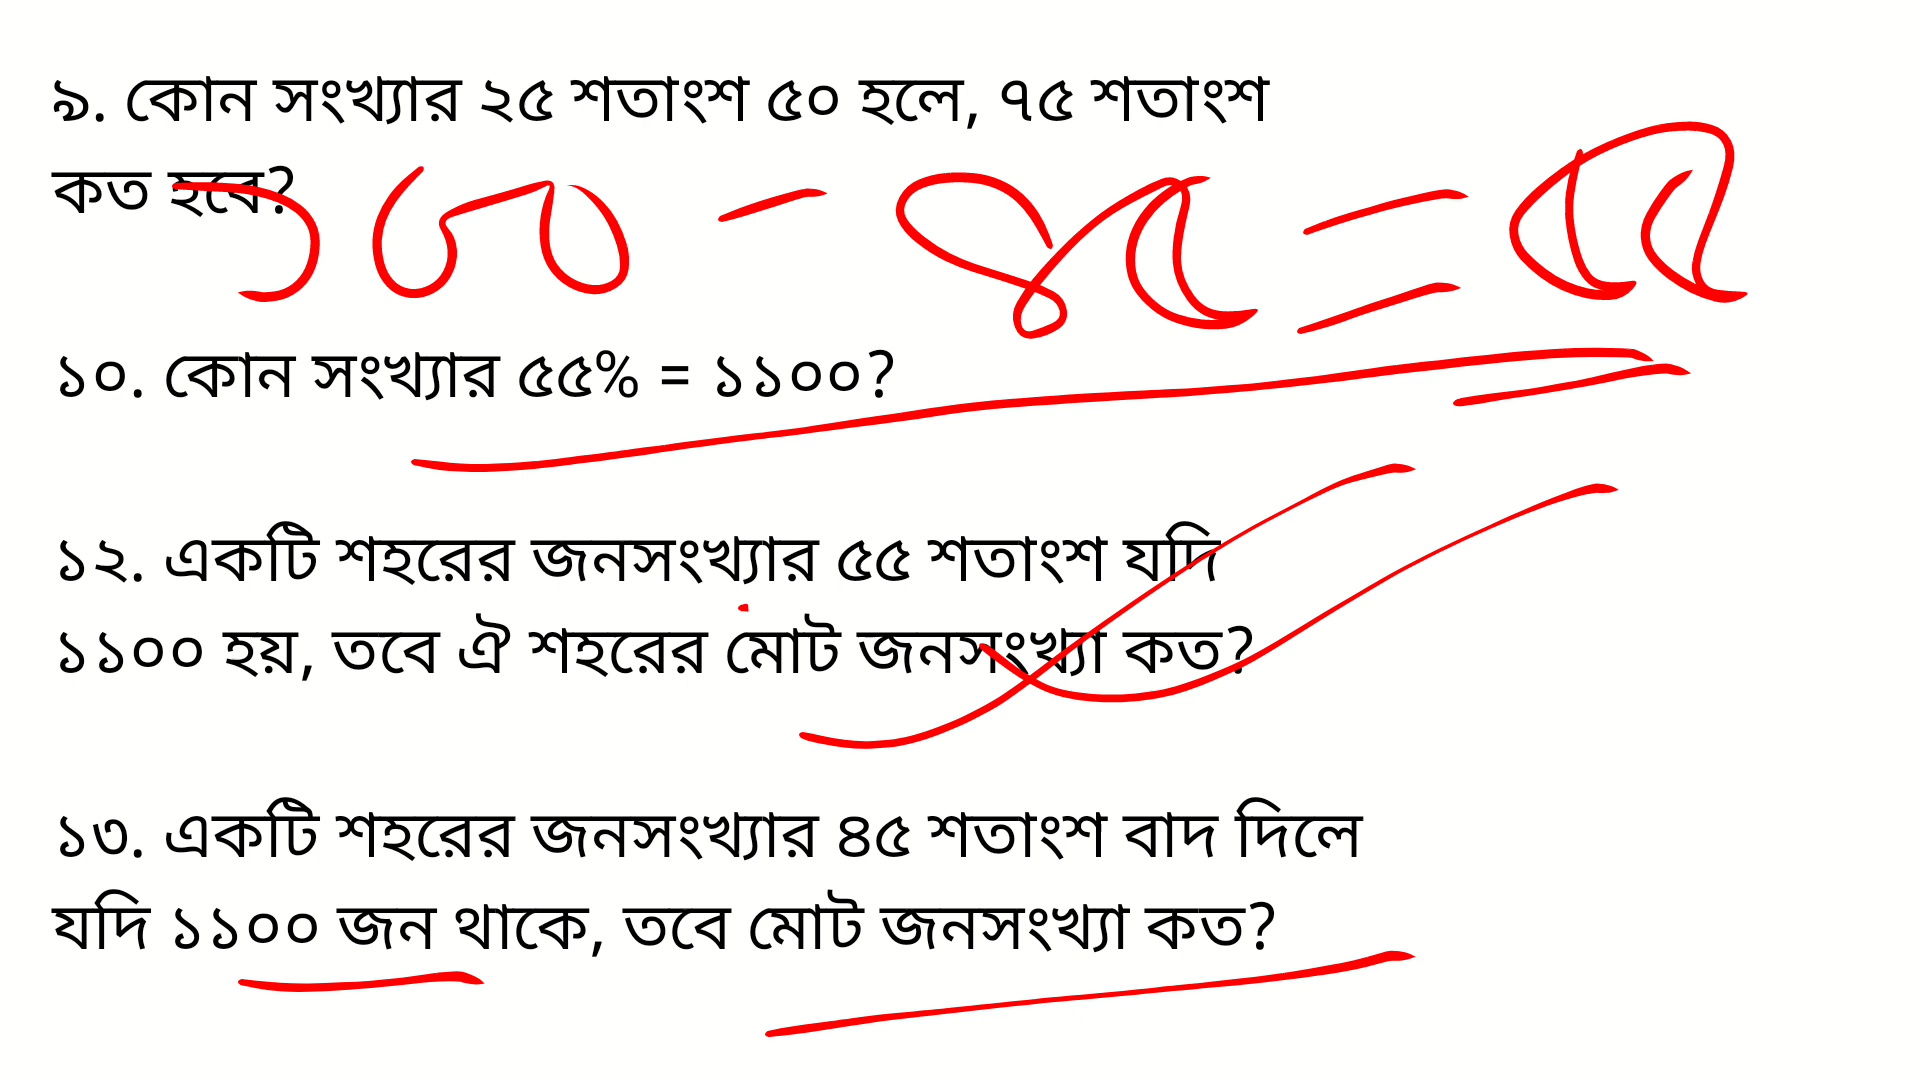 ৯. কোন সংখ্যার ২৫ শতাংশ ৫০ হলে, ৭৫ শতাংশ
কত হবে?
১০০ - ৪৫ = ৫৫
১০. কোন সংখ্যার ৫৫% = ১১০০?
১২. একটি শহরের জনসংখ্যার ৫৫ শতাংশ যদি
১১০০ হয়, তবে ঐ শহরের মোট জনসংখ্যা কত?
১৩. একটি শহরের জনসংখ্যার ৪৫ শতাংশ বাদ দিলে
যদি ১১০০ জন থাকে, তবে মোট জনসংখ্যা কত?